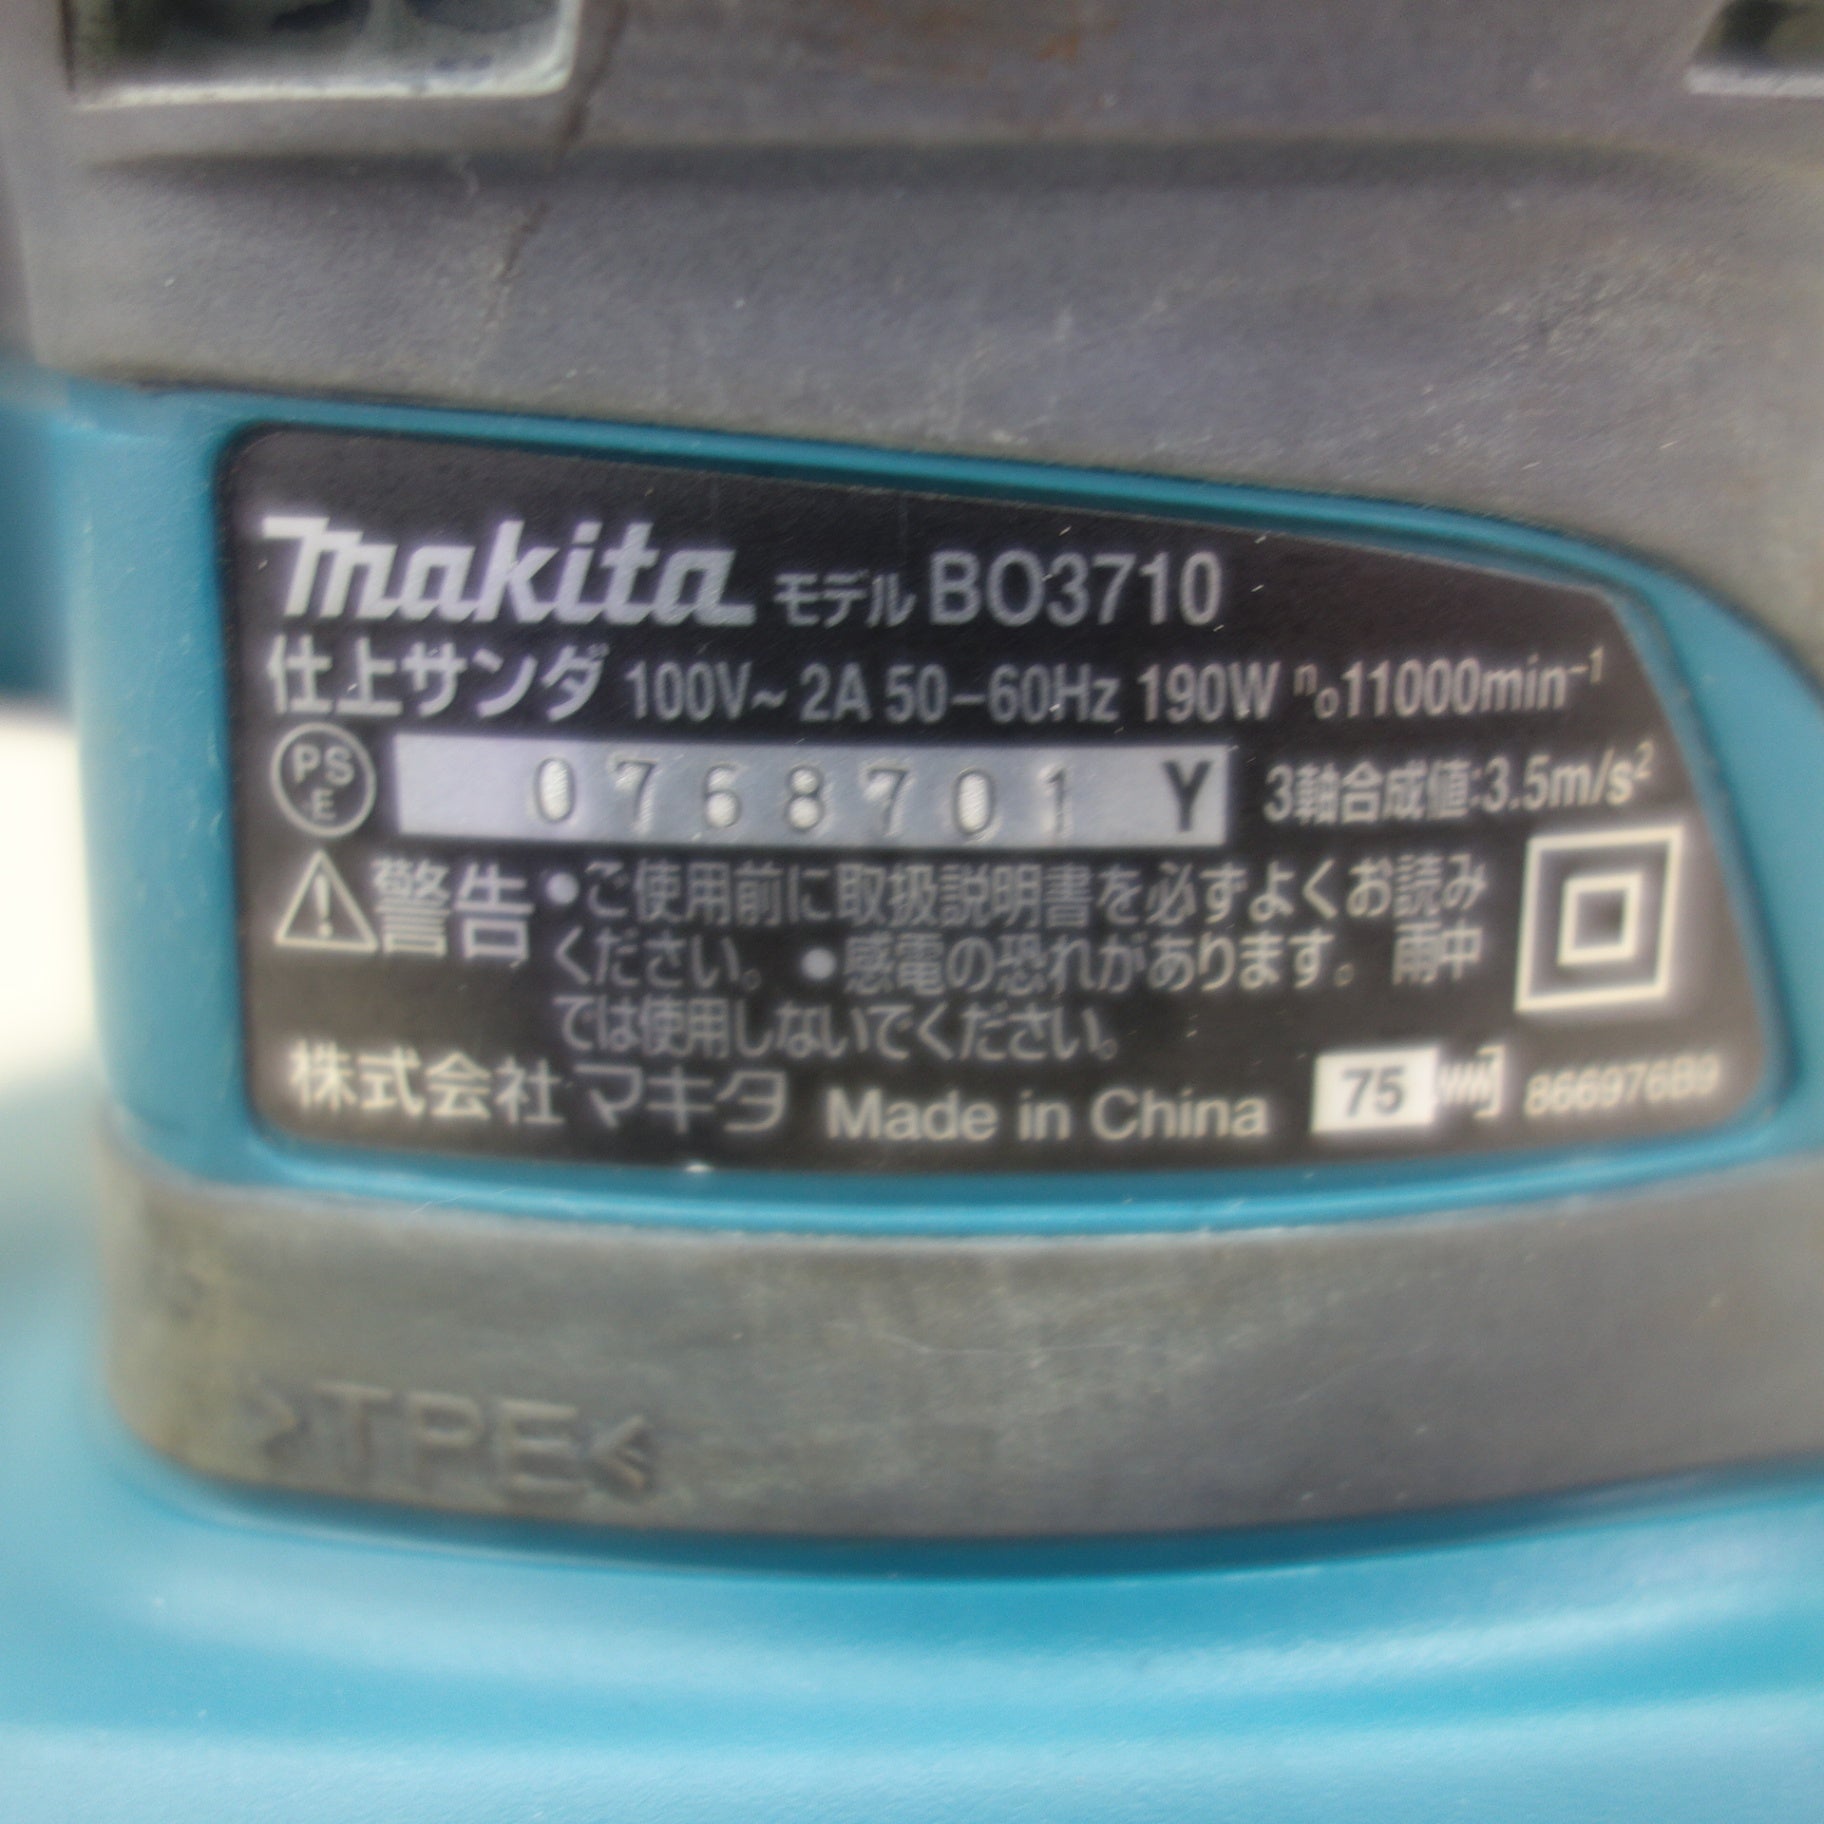 makita モデル BO3710
仕上サンダ 100V~ 2A 50-60Hz 190W n₀11000min⁻¹
PS
E
0768701 Y 3軸合成値:3.5m/s²
警告 ●ご使用前に取扱説明書を必ずよくお読み
ください。 ●感電の恐れがあります。 雨中
では使用しないでください。
株式会社マキタ Made in China 75 866976B9
>TPE<